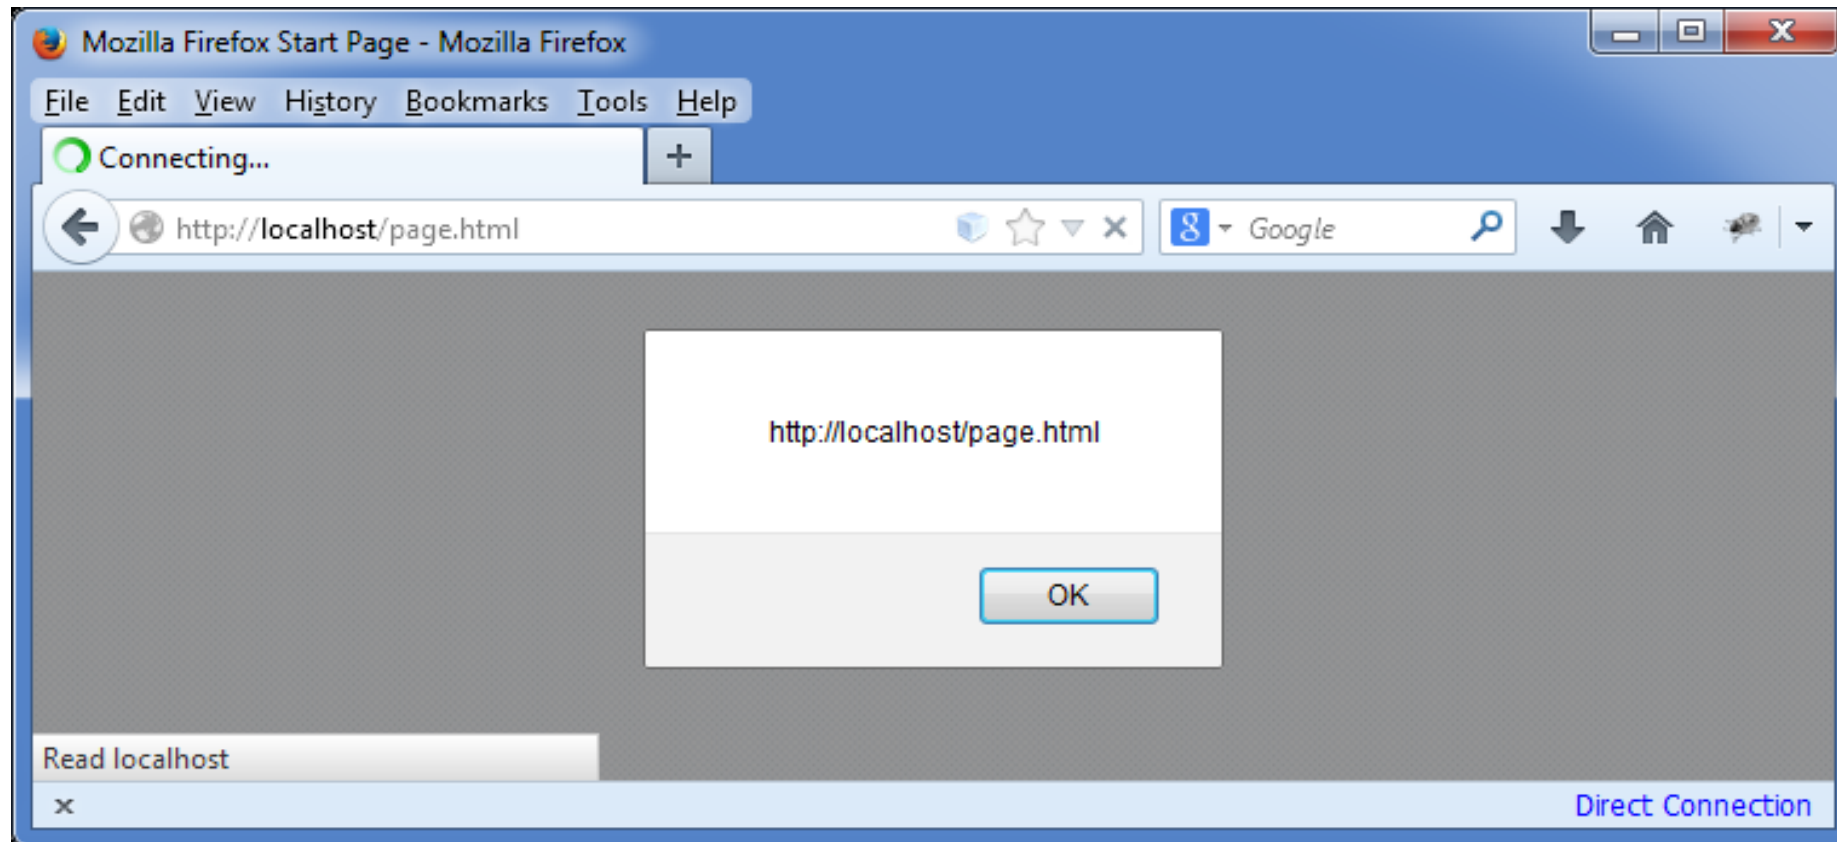 Mozilla Firefox Start Page - Mozilla Firefox
File Edit View History Bookmarks Tools Help
Connecting...
http://localhost/page.html
8 Google
http://localhost/page.html
OK
Read localhost
Direct Connection